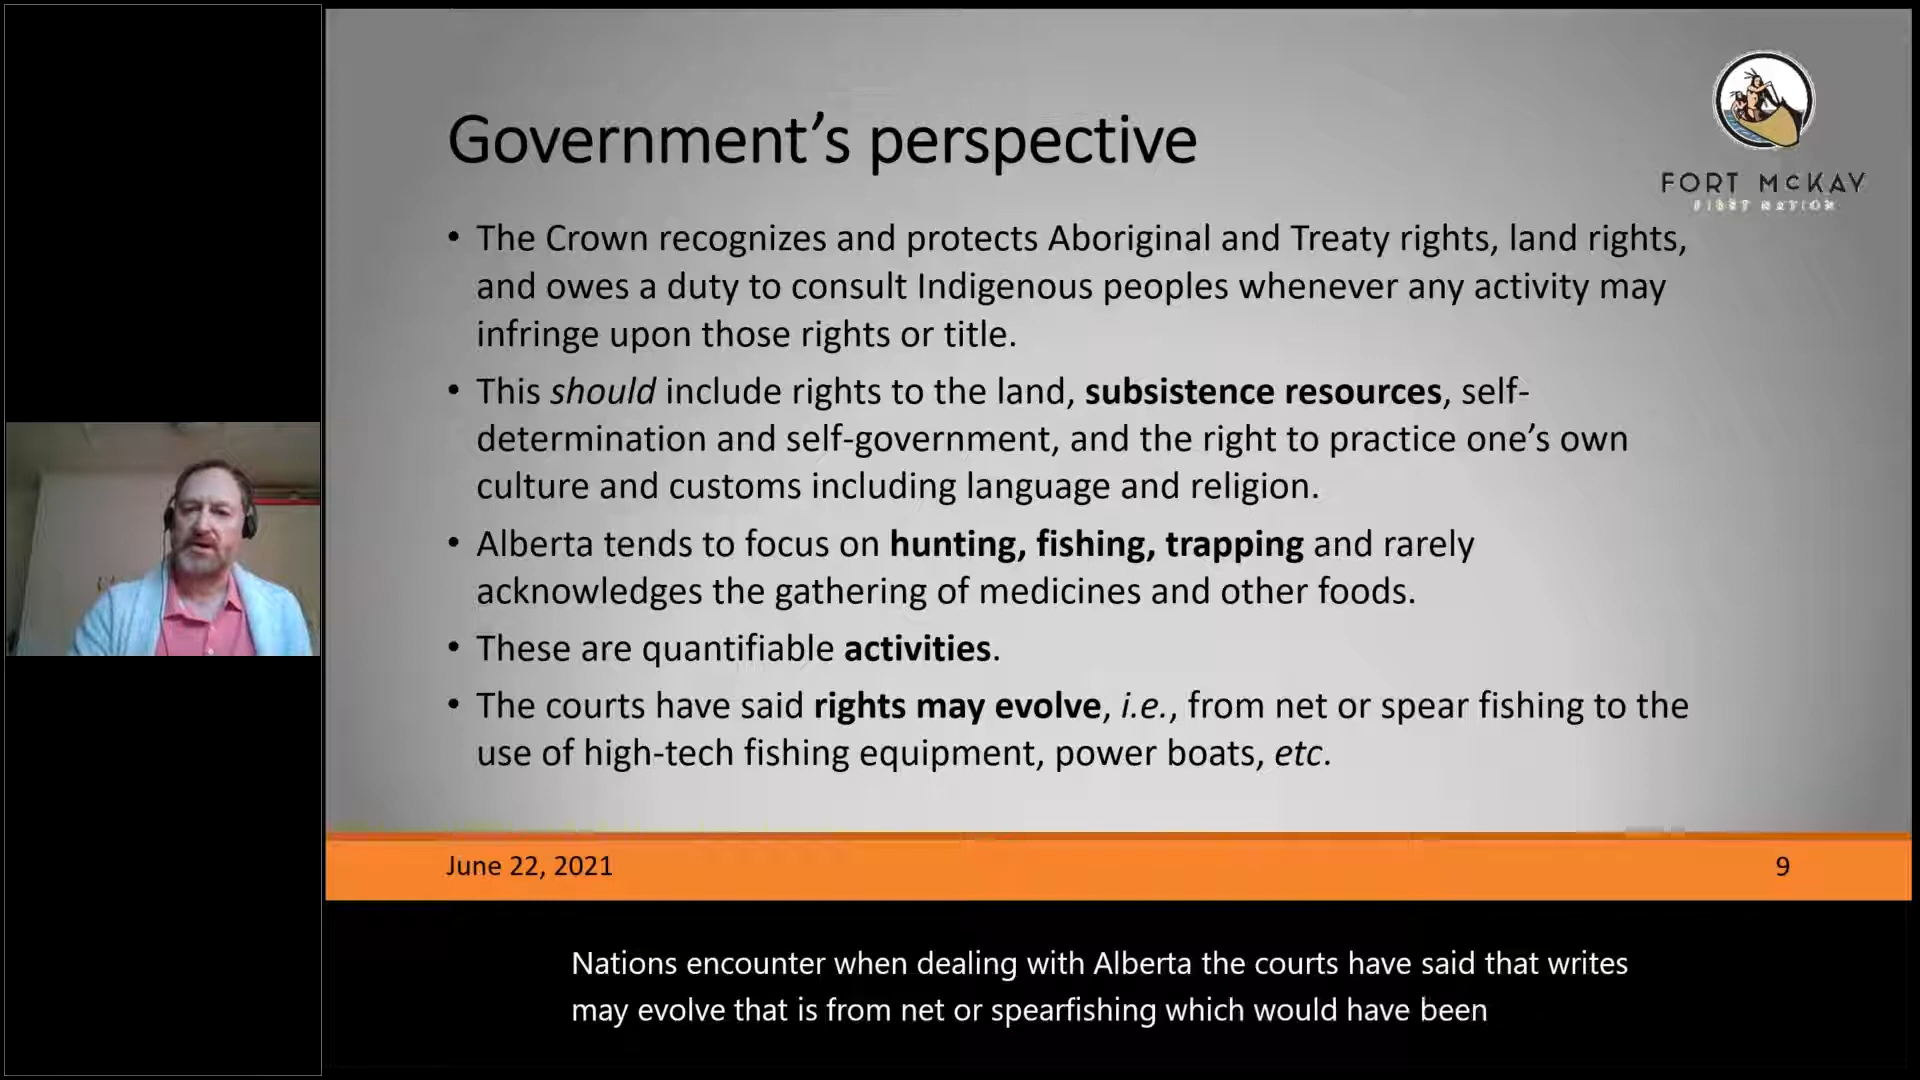 Government’s perspective
FORT McKAY
FIRST NATION
• The Crown recognizes and protects Aboriginal and Treaty rights, land rights,
and owes a duty to consult Indigenous peoples whenever any activity may
infringe upon those rights or title.
• This should include rights to the land, subsistence resources, self-
determination and self-government, and the right to practice one’s own
culture and customs including language and religion.
• Alberta tends to focus on hunting, fishing, trapping and rarely
acknowledges the gathering of medicines and other foods.
• These are quantifiable activities.
• The courts have said rights may evolve, i.e., from net or spear fishing to the
use of high-tech fishing equipment, power boats, etc.
June 22, 2021
9
Nations encounter when dealing with Alberta the courts have said that writes
may evolve that is from net or spearfishing which would have been